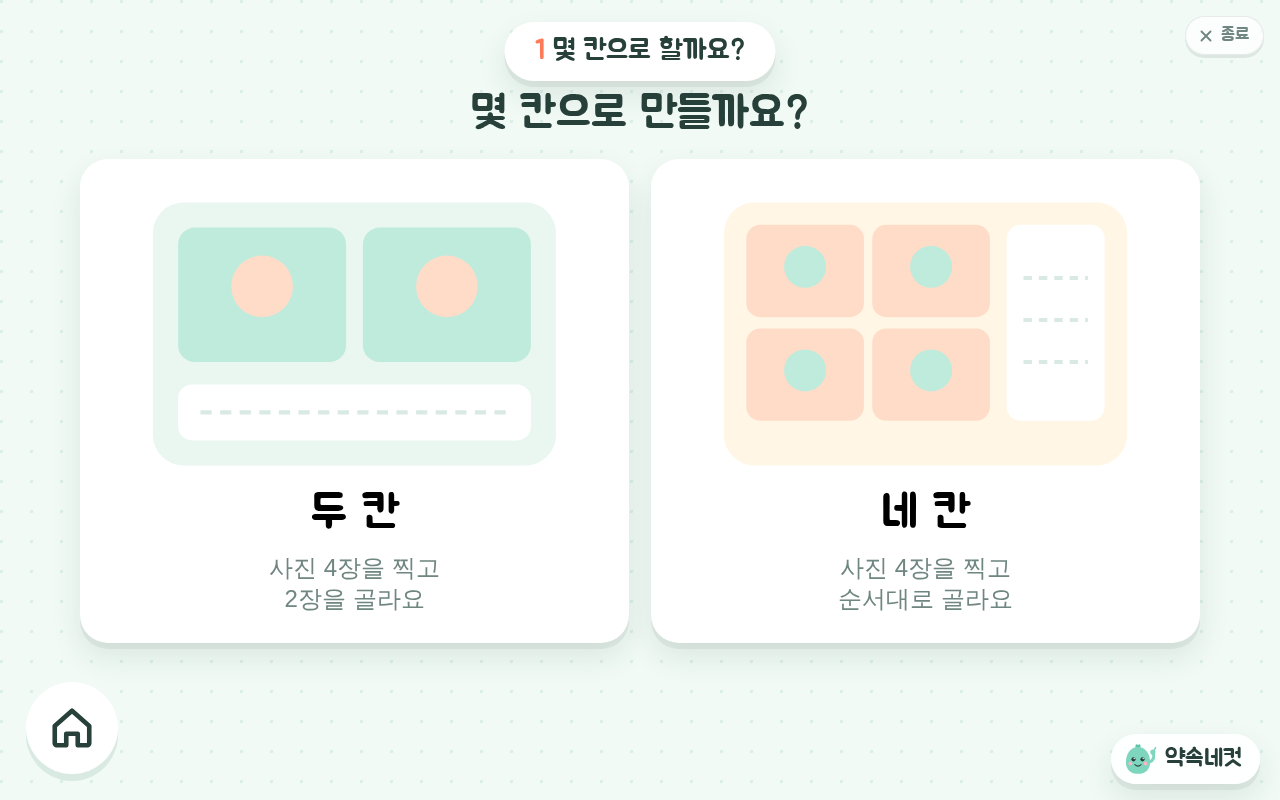 1 몇 칸으로 할까요?
종료
몇 칸으로 만들까요?
두 칸
사진 4장을 찍고
2장을 골라요
네 칸
사진 4장을 찍고
순서대로 골라요
약속네컷